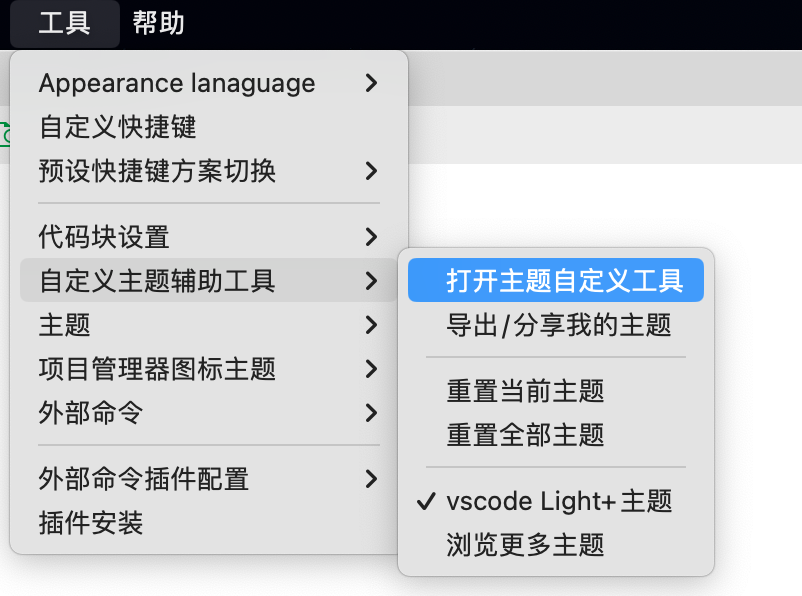 工具 帮助
Appearance lanaguage
自定义快捷键
预设快捷键方案切换
代码块设置
自定义主题辅助工具
主题
项目管理器图标主题
外部命令
外部命令插件配置
插件安装
打开主题自定义工具
导出/分享我的主题
重置当前主题
重置全部主题
vscode Light+主题
浏览更多主题